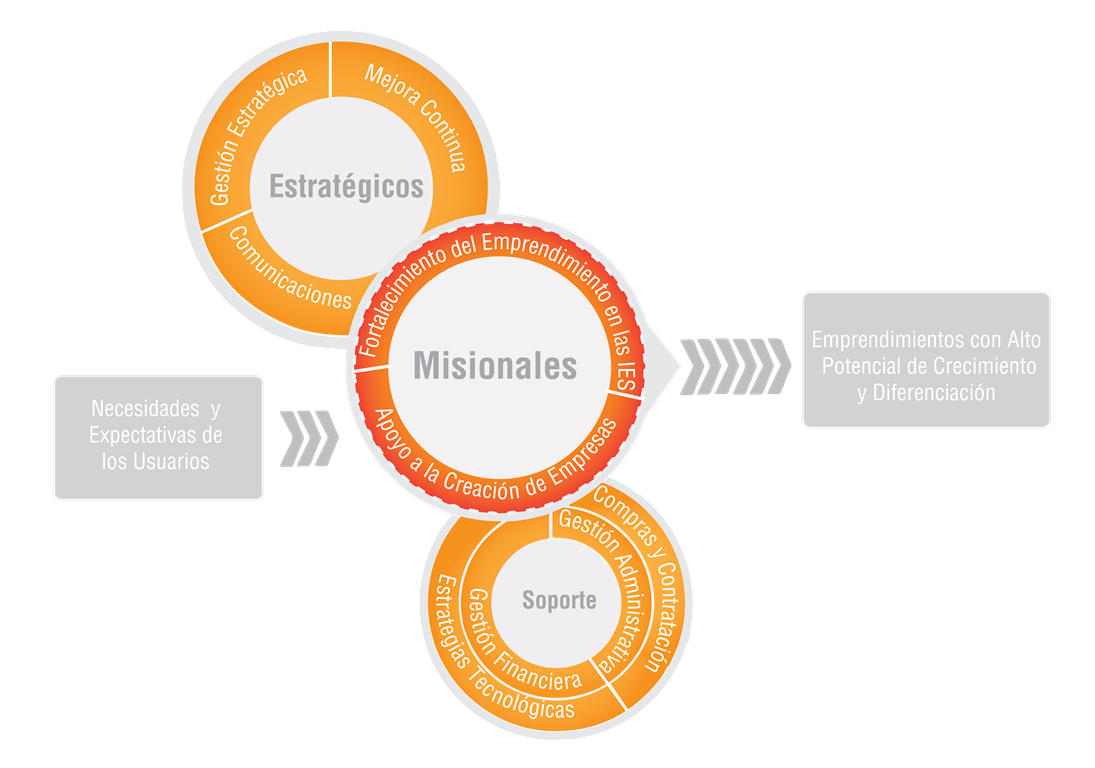 Gestión Estratégica
Mejora Continua
Comunicaciones
Estratégicos
Fortalecimiento del Emprendimiento en las IES
Misionales
Apoyo a la Creación de Empresas
Necesidades y
Expectativas de
los Usuarios
Emprendimientos con Alto
Potencial de Crecimiento
y Diferenciación
Compras y Contratación
Gestión Administrativa
Soporte
Gestión Financiera
Estrategias Tecnológicas